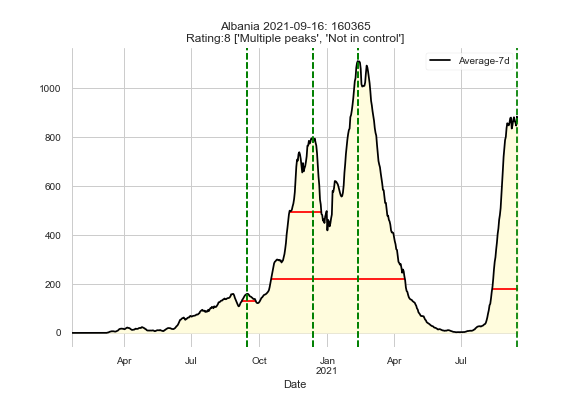 Albania 2021-09-16: 160365
Rating:8 ['Multiple peaks', 'Not in control']
Average-7d
1000
800
600
400
200
0
Apr Jul Oct Jan Apr Jul
2021
Date